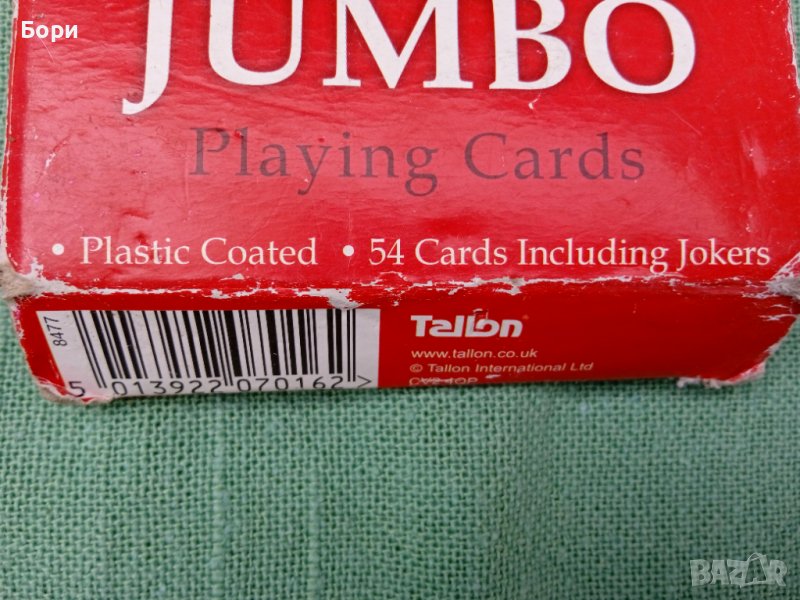 Бори
JUMBO
Playing Cards
• Plastic Coated • 54 Cards Including Jokers
8477
5 013922 070162 >
Tallon
www.tallon.co.uk
© Tallon International Ltd
BAZAR